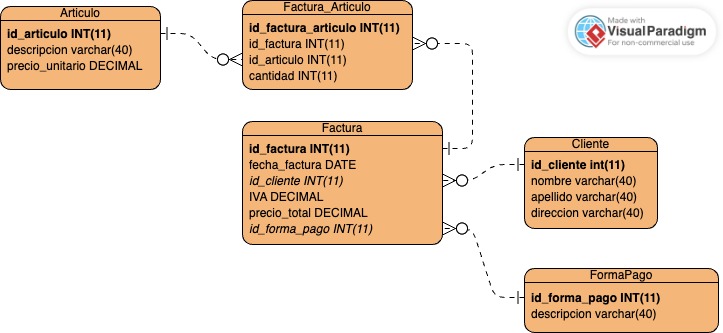 Articulo
id_articulo INT(11)
descripcion varchar(40)
precio_unitario DECIMAL
Factura_Articulo
id_factura_articulo INT(11)
id_factura INT(11)
id_articulo INT(11)
cantidad INT(11)
Made with
VisualParadigm
For non-commercial use
Factura
id_factura INT(11)
fecha_factura DATE
id_cliente INT(11)
IVA DECIMAL
precio_total DECIMAL
id_forma_pago INT(11)
Cliente
id_cliente int(11)
nombre varchar(40)
apellido varchar(40)
direccion varchar(40)
FormaPago
id_forma_pago INT(11)
descripcion varchar(40)